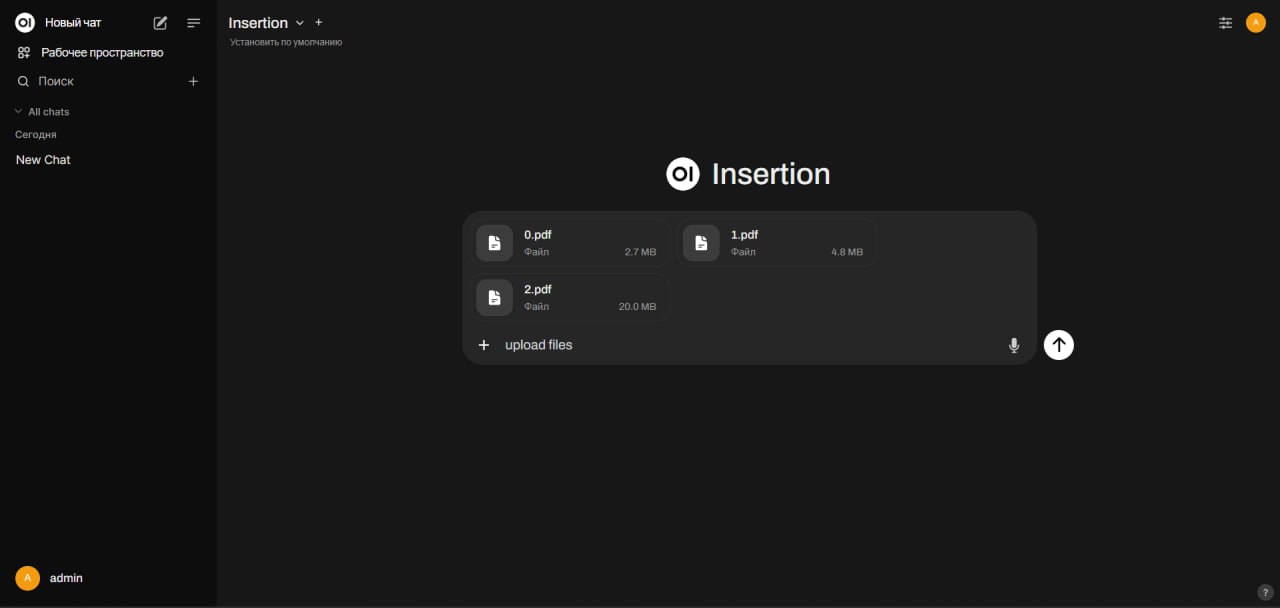 OI Новый чат
Рабочее пространство
Поиск
All chats
Сегодня
New Chat
A admin
Insertion
Установить по умолчанию
A
OI Insertion
0.pdf
Файл 2.7 MB
1.pdf
Файл 4.8 MB
2.pdf
Файл 20.0 MB
upload files
?